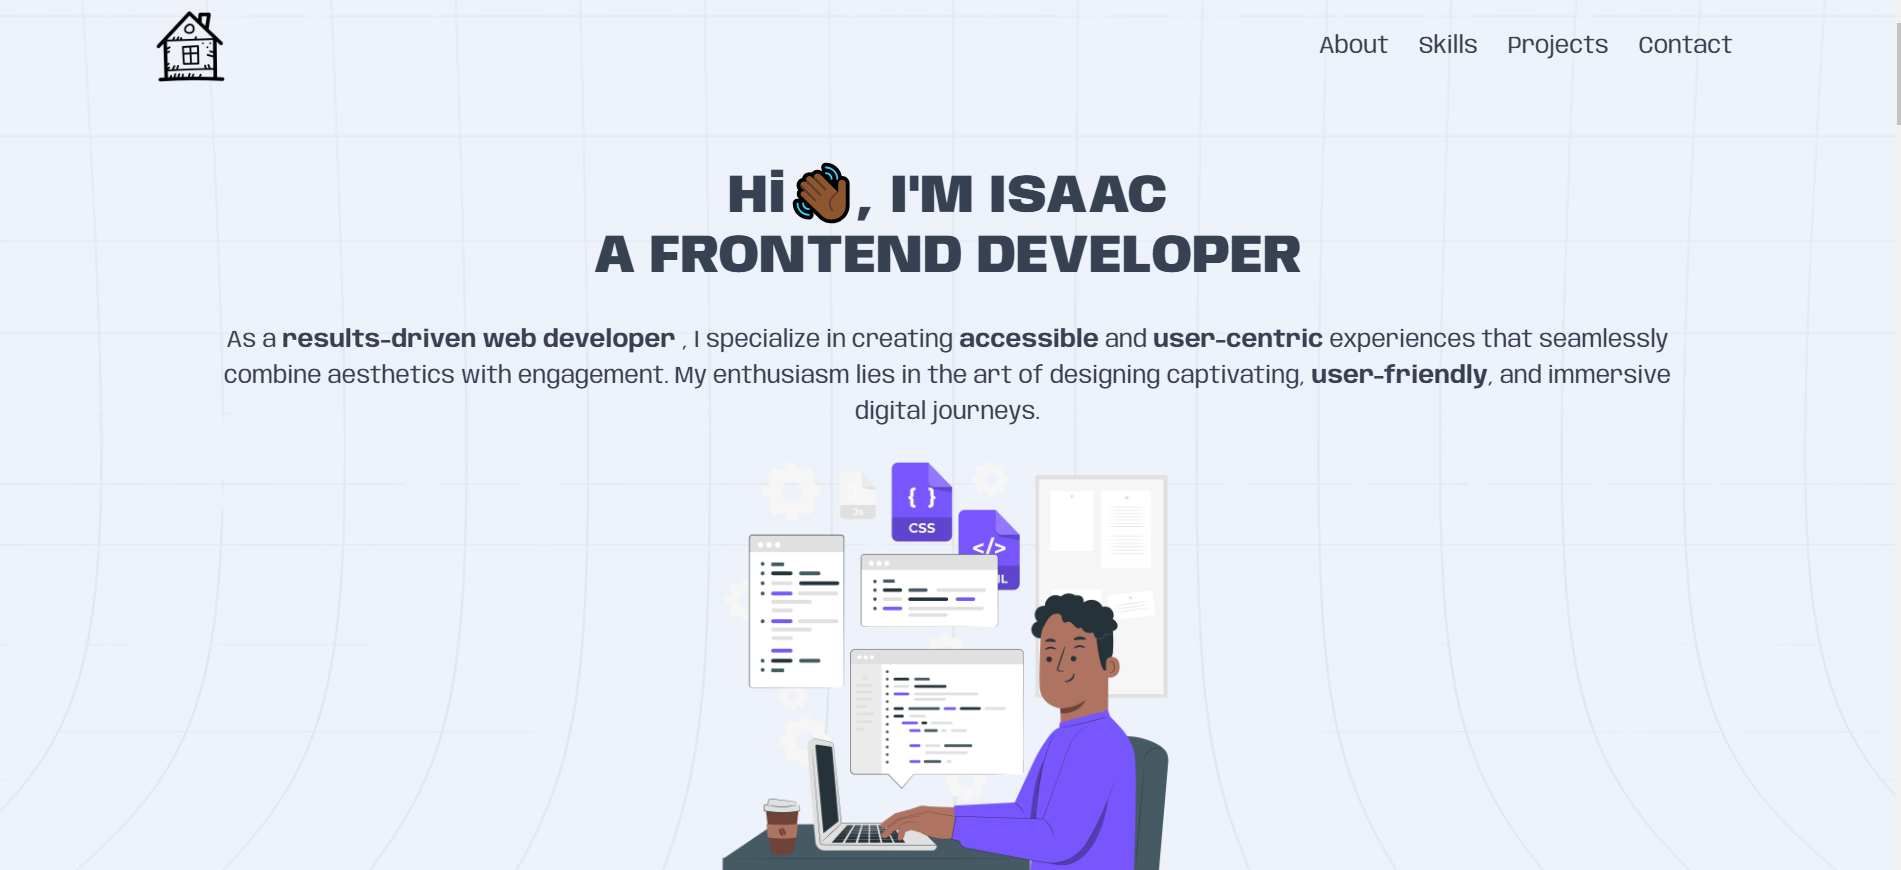 About Skills Projects Contact
Hi👋🏾, I'M ISAAC
A FRONTEND DEVELOPER
As a results-driven web developer , I specialize in creating accessible and user-centric experiences that seamlessly
combine aesthetics with engagement. My enthusiasm lies in the art of designing captivating, user-friendly, and immersive
digital journeys.
Js
{ }
CSS
</>